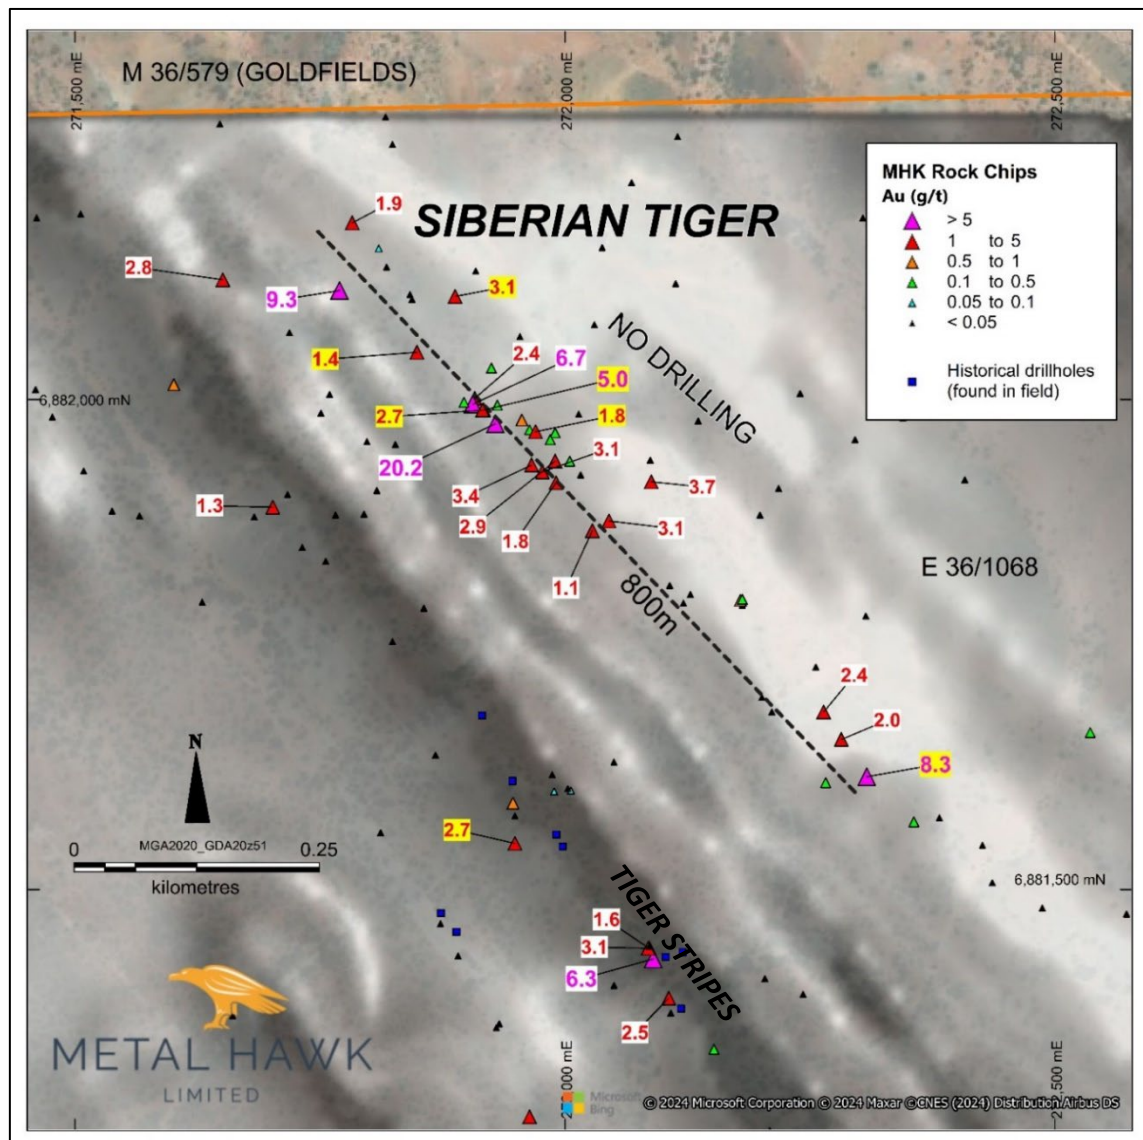 M 36/579 (GOLDFIELDS)
271,500 mE
272,000 mE
272,500 mE
MHK Rock Chips
Au (g/t)
> 5
1 to 5
0.5 to 1
0.1 to 0.5
0.05 to 0.1
< 0.05
Historical drillholes
(found in field)
SIBERIAN TIGER
1.9
2.8
9.3
3.1
NO DRILLING
1.4
2.4
6.7
5.0
6,882,000 mN
2.7
1.8
20.2
3.1
3.4
3.7
1.3
2.9
1.8
3.1
E 36/1068
1.1
800m
2.4
2.0
8.3
N
2.7
MGA2020_GDA20z51
0 0.25
kilometres
6,881,500 mN
TIGER STRIPES
1.6
3.1
6.3
2.5
METAL HAWK
LIMITED
000 mE
500 mE
Microsoft
Bing
© 2024 Microsoft Corporation © 2024 Maxar ©CNES (2024) Distribution Airbus DS